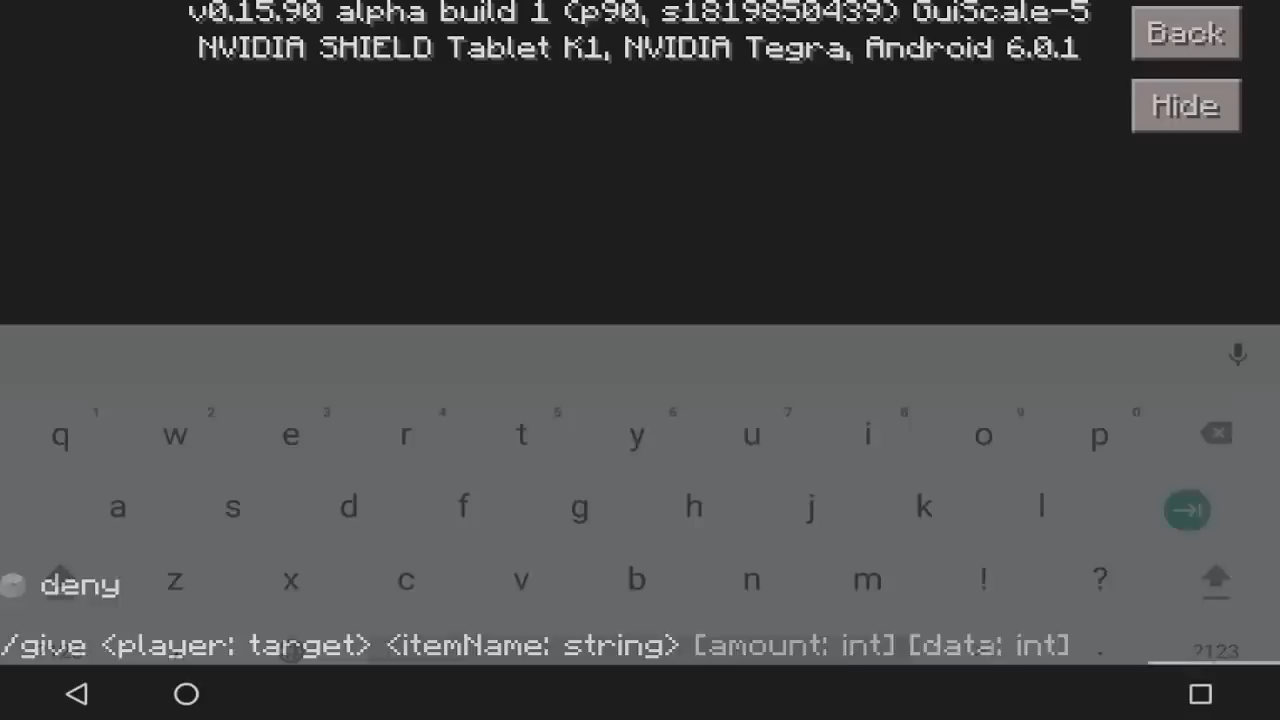 v0.15.90 alpha build 1 (p90, s1819850439) GuiScale-5
NVIDIA SHIELD Tablet K1, NVIDIA Tegra, Android 6.0.1
Back
Hide
1 2 3 4 5 6 7 8 9 0
q w e r t y u i o p
a s d f g h j k l
z x c v b n m ! ?
deny
/give <player: target> <itemName: string> [amount: int] [data: int]
. ?123